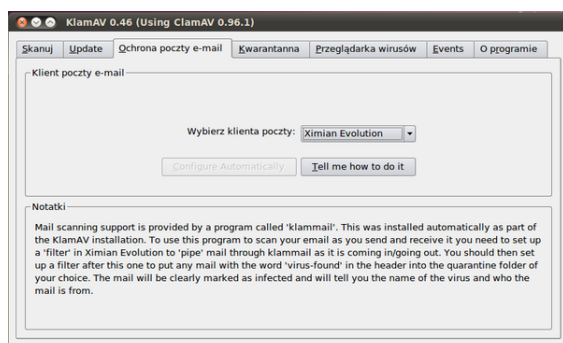 KlamAV 0.46 (Using ClamAV 0.96.1)
Skanuj Update Ochrona poczty e-mail Kwarantanna Przeglądarka wirusów Events O programie
Klient poczty e-mail
Wybierz klienta poczty: Ximian Evolution
Configure Automatically Tell me how to do it
Notatki
Mail scanning support is provided by a program called 'klammail'. This was installed automatically as part of
the KlamAV installation. To use this program to scan your email as you send and receive it you need to set up
a 'filter' in Ximian Evolution to 'pipe' mail through klammail as it is coming in/going out. You should then set
up a filter after this one to put any mail with the word 'virus-found' in the header into the quarantine folder of
your choice. The mail will be clearly marked as infected and will tell you the name of the virus and who the
mail is from.